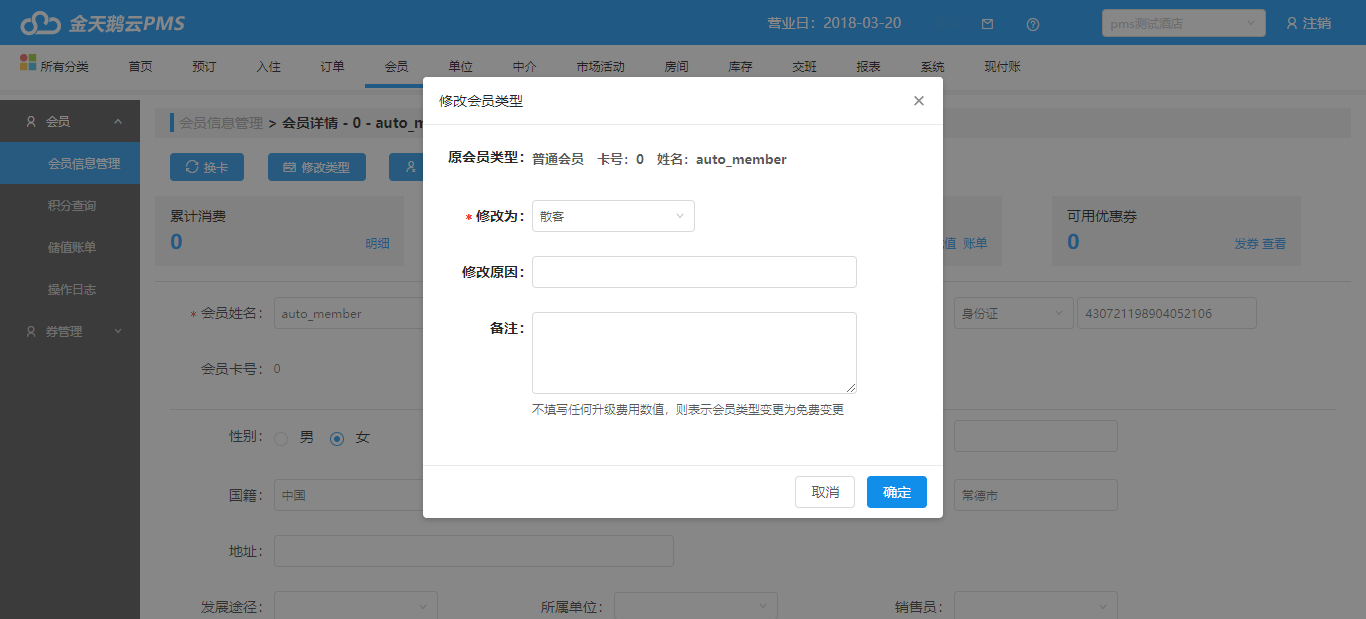 金天鹅云PMS
营业日：2018-03-20
pms测试酒店
注销
所有分类 首页 预订 入住 订单 会员 单位 中介 市场活动 房间 库存 交班 报表 系统 现付账
会员
会员信息管理
积分查询
储值账单
操作日志
券管理
会员信息管理 > 会员详情 - 0 - auto_m
换卡 修改类型
累计消费
0 明细
值 账单
可用优惠券
0 发券 查看
* 会员姓名： auto_member
身份证 430721198904052106
会员卡号： 0
性别： 男 女
国籍： 中国
常德市
地址：
发展途径： 所属单位： 销售员：
修改会员类型
原会员类型： 普通会员 卡号：0 姓名：auto_member
* 修改为： 散客
修改原因：
备注：
不填写任何升级费用数值，则表示会员类型变更为免费变更
取消 确定